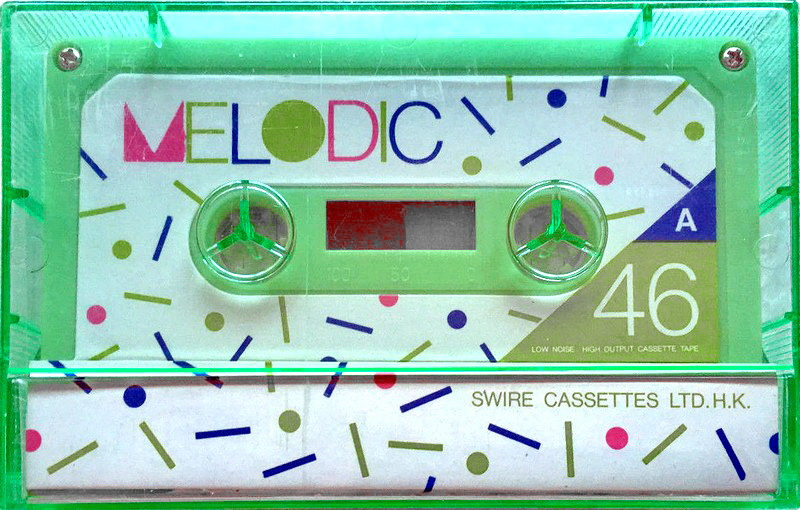 MELODIC
A
100 50 0
46
LOW NOISE HIGH OUTPUT CASSETTE TAPE
SWIRE CASSETTES LTD.H.K.